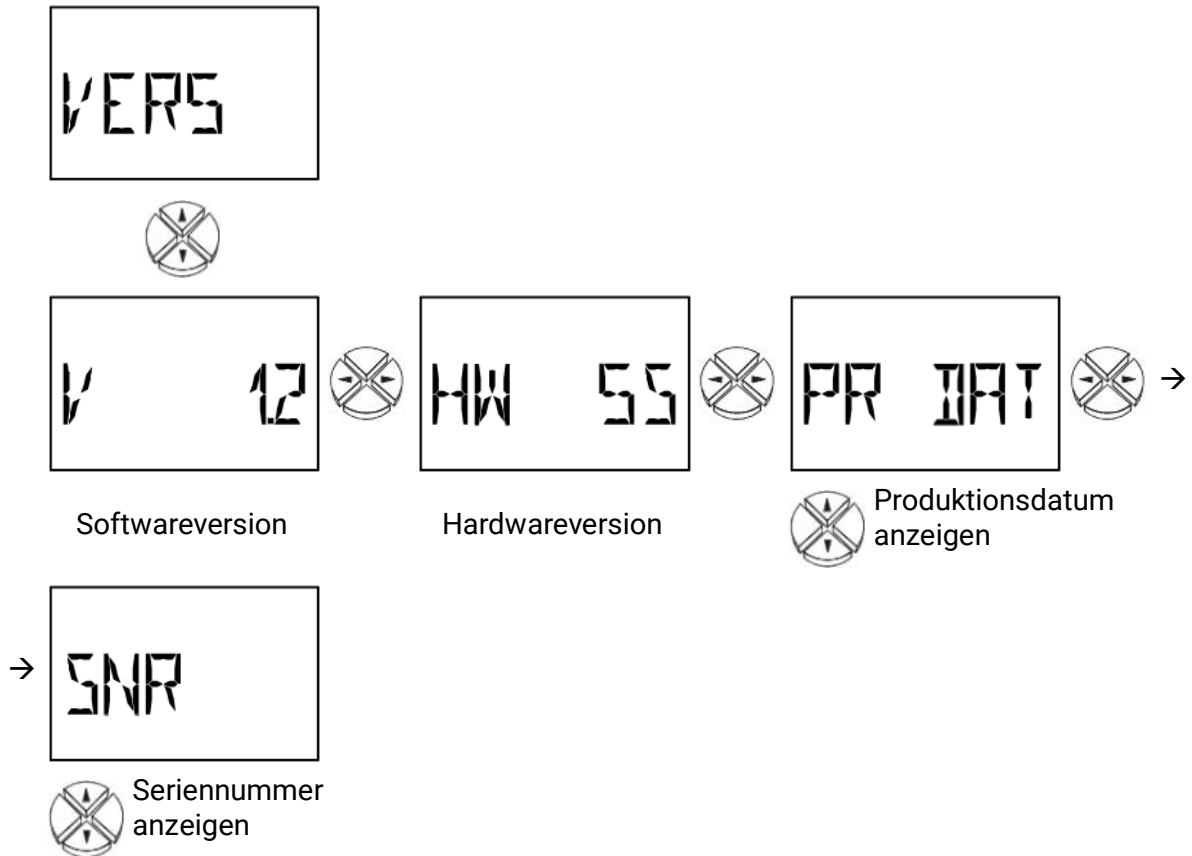 VERS
V 1.2
HW 55
PR DAT
→
Softwareversion
Hardwareversion
Produktionsdatum
anzeigen
→
SNR
Seriennummer
anzeigen